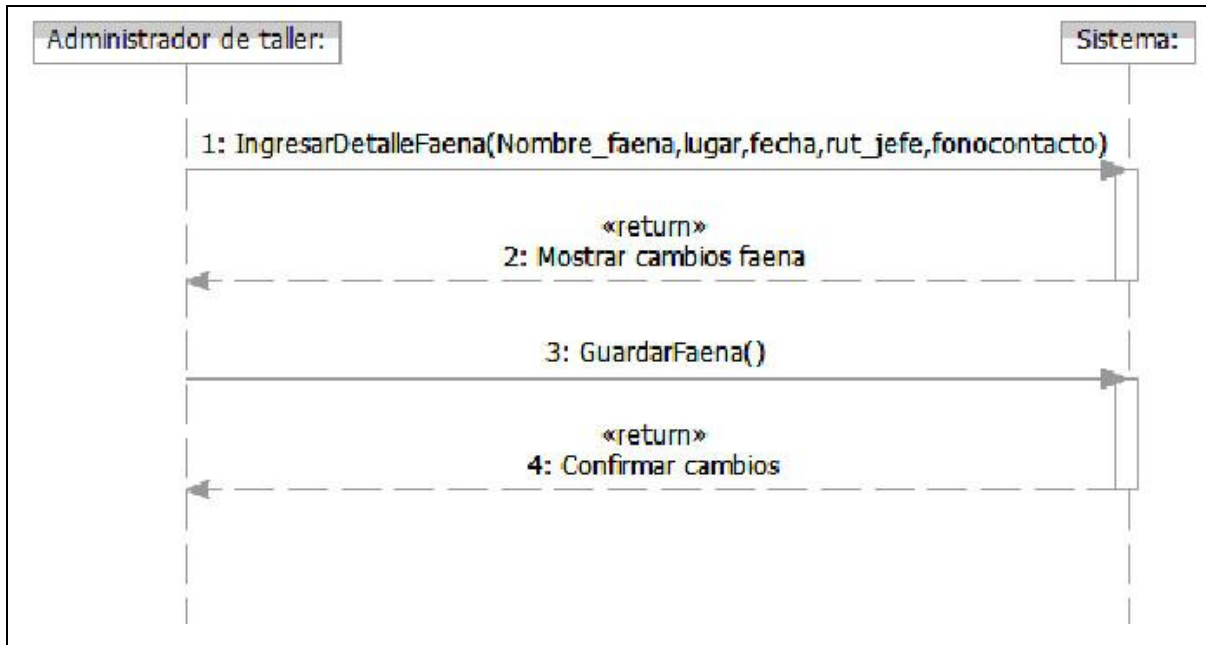 Administrador de taller:
Sistema:
1: IngresarDetalleFaena(Nombre_faena,lugar,fecha,rut_jefe,fonocontacto)
«return»
2: Mostrar cambios faena
3: GuardarFaena()
«return»
4: Confirmar cambios